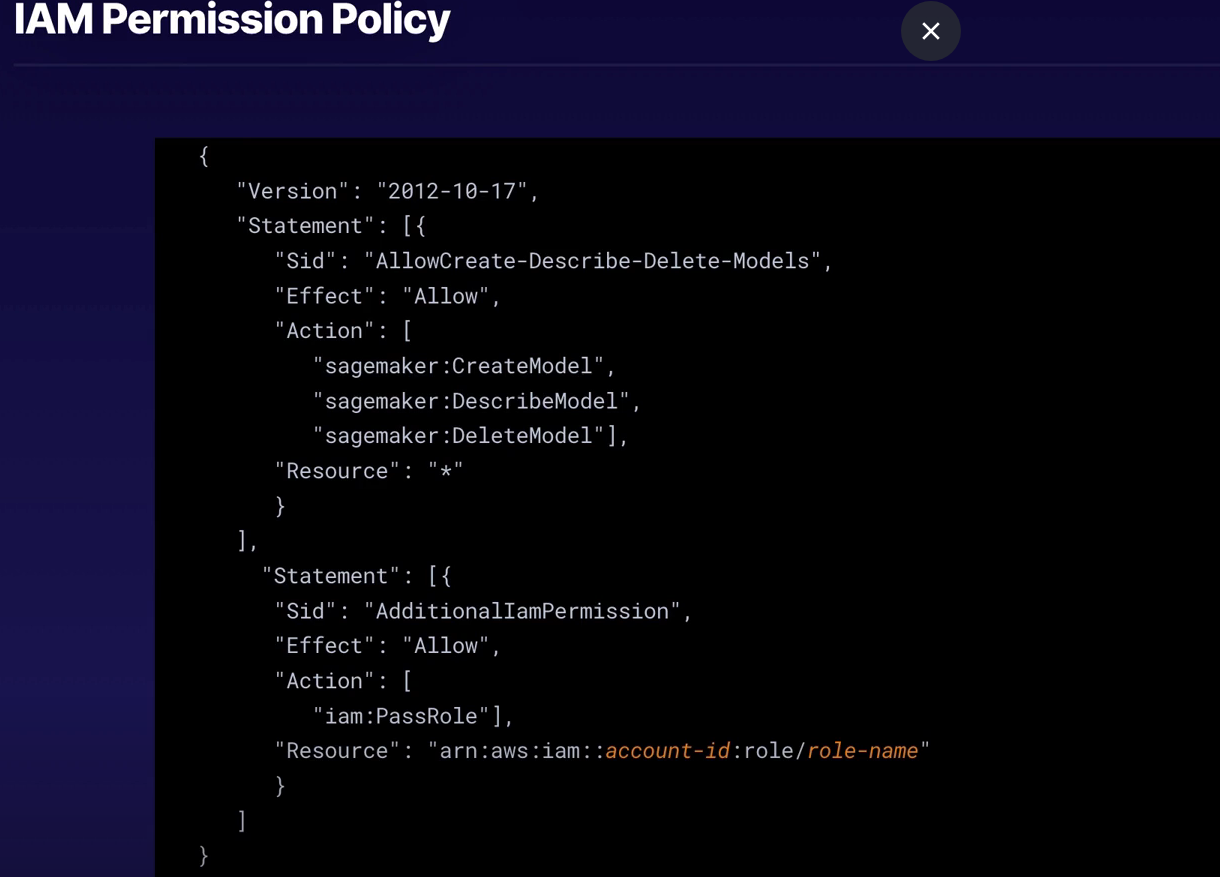 IAM Permission Policy
{
"Version": "2012-10-17",
"Statement": [{
"Sid": "AllowCreate-Describe-Delete-Models",
"Effect": "Allow",
"Action": [
"sagemaker:CreateModel",
"sagemaker:DescribeModel",
"sagemaker:DeleteModel"],
"Resource": "*"
}
],
"Statement": [{
"Sid": "AdditionalIamPermission",
"Effect": "Allow",
"Action": [
"iam:PassRole"],
"Resource": "arn:aws:iam::account-id:role/role-name"
}
]
}